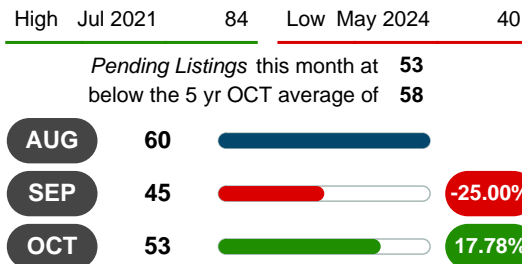 High Jul 2021 84 Low May 2024 40
Pending Listings this month at 53
below the 5 yr OCT average of 58
AUG 60
SEP 45 -25.00%
OCT 53 17.78%